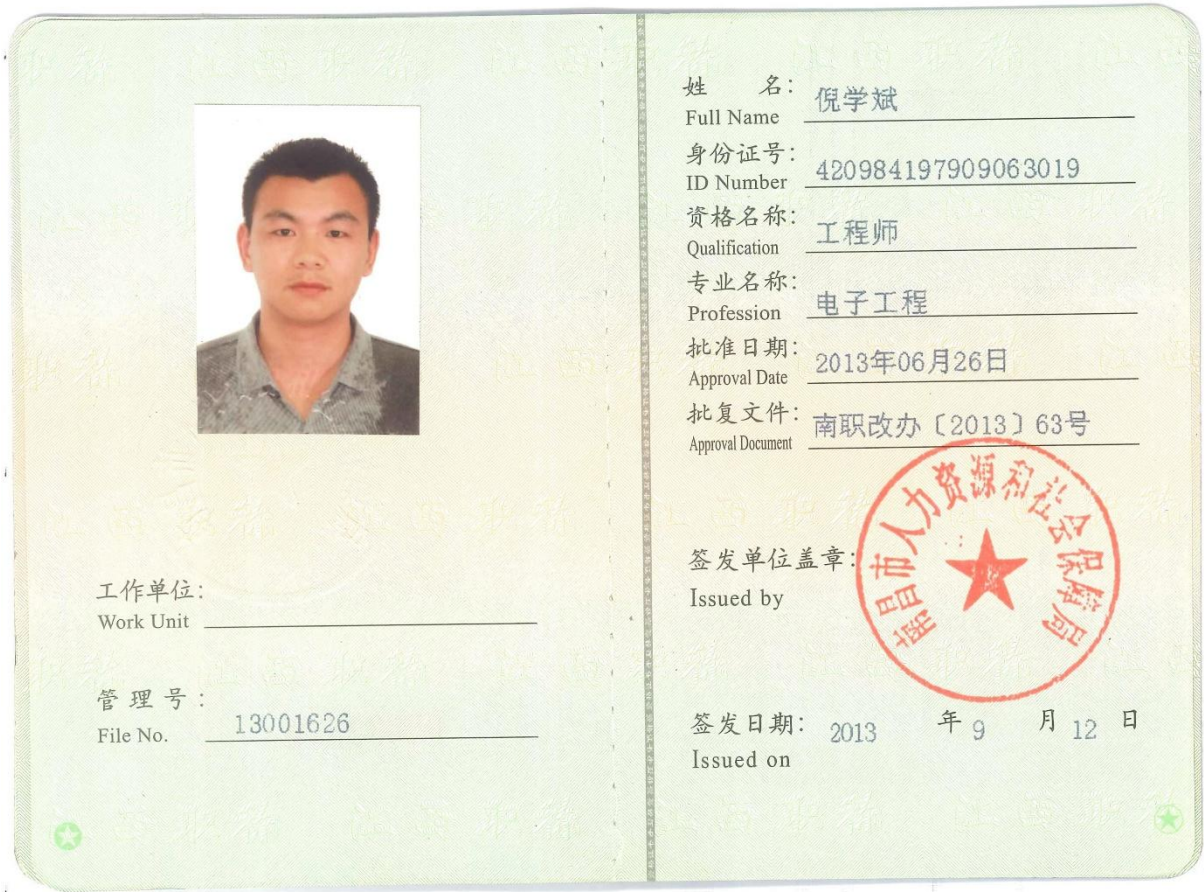 工作单位:
Work Unit
管理号:
File No. 13001626
姓名: 倪学斌
Full Name
身份证号: 420984197909063019
ID Number
资格名称: 工程师
Qualification
专业名称: 电子工程
Profession
批准日期: 2013年06月26日
Approval Date
批复文件: 南职改办〔2013〕63号
Approval Document
南昌市人力资源和社会保障局
签发单位盖章:
Issued by
签发日期: 2013 年 9 月 12 日
Issued on